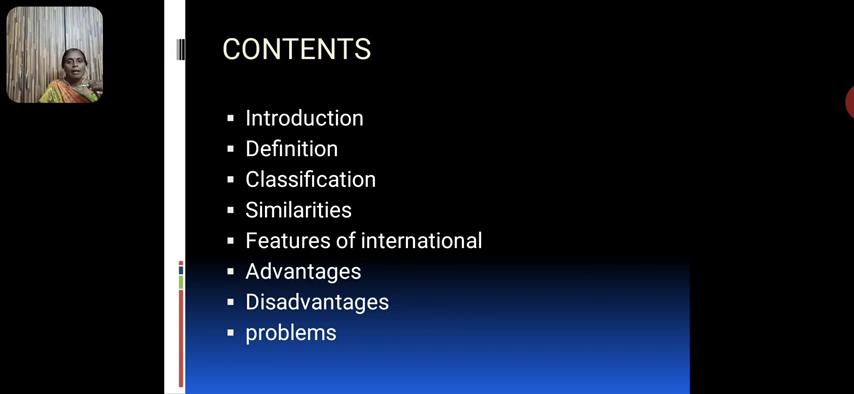 CONTENTS
Introduction
Definition
Classification
Similarities
Features of international
Advantages
Disadvantages
problems